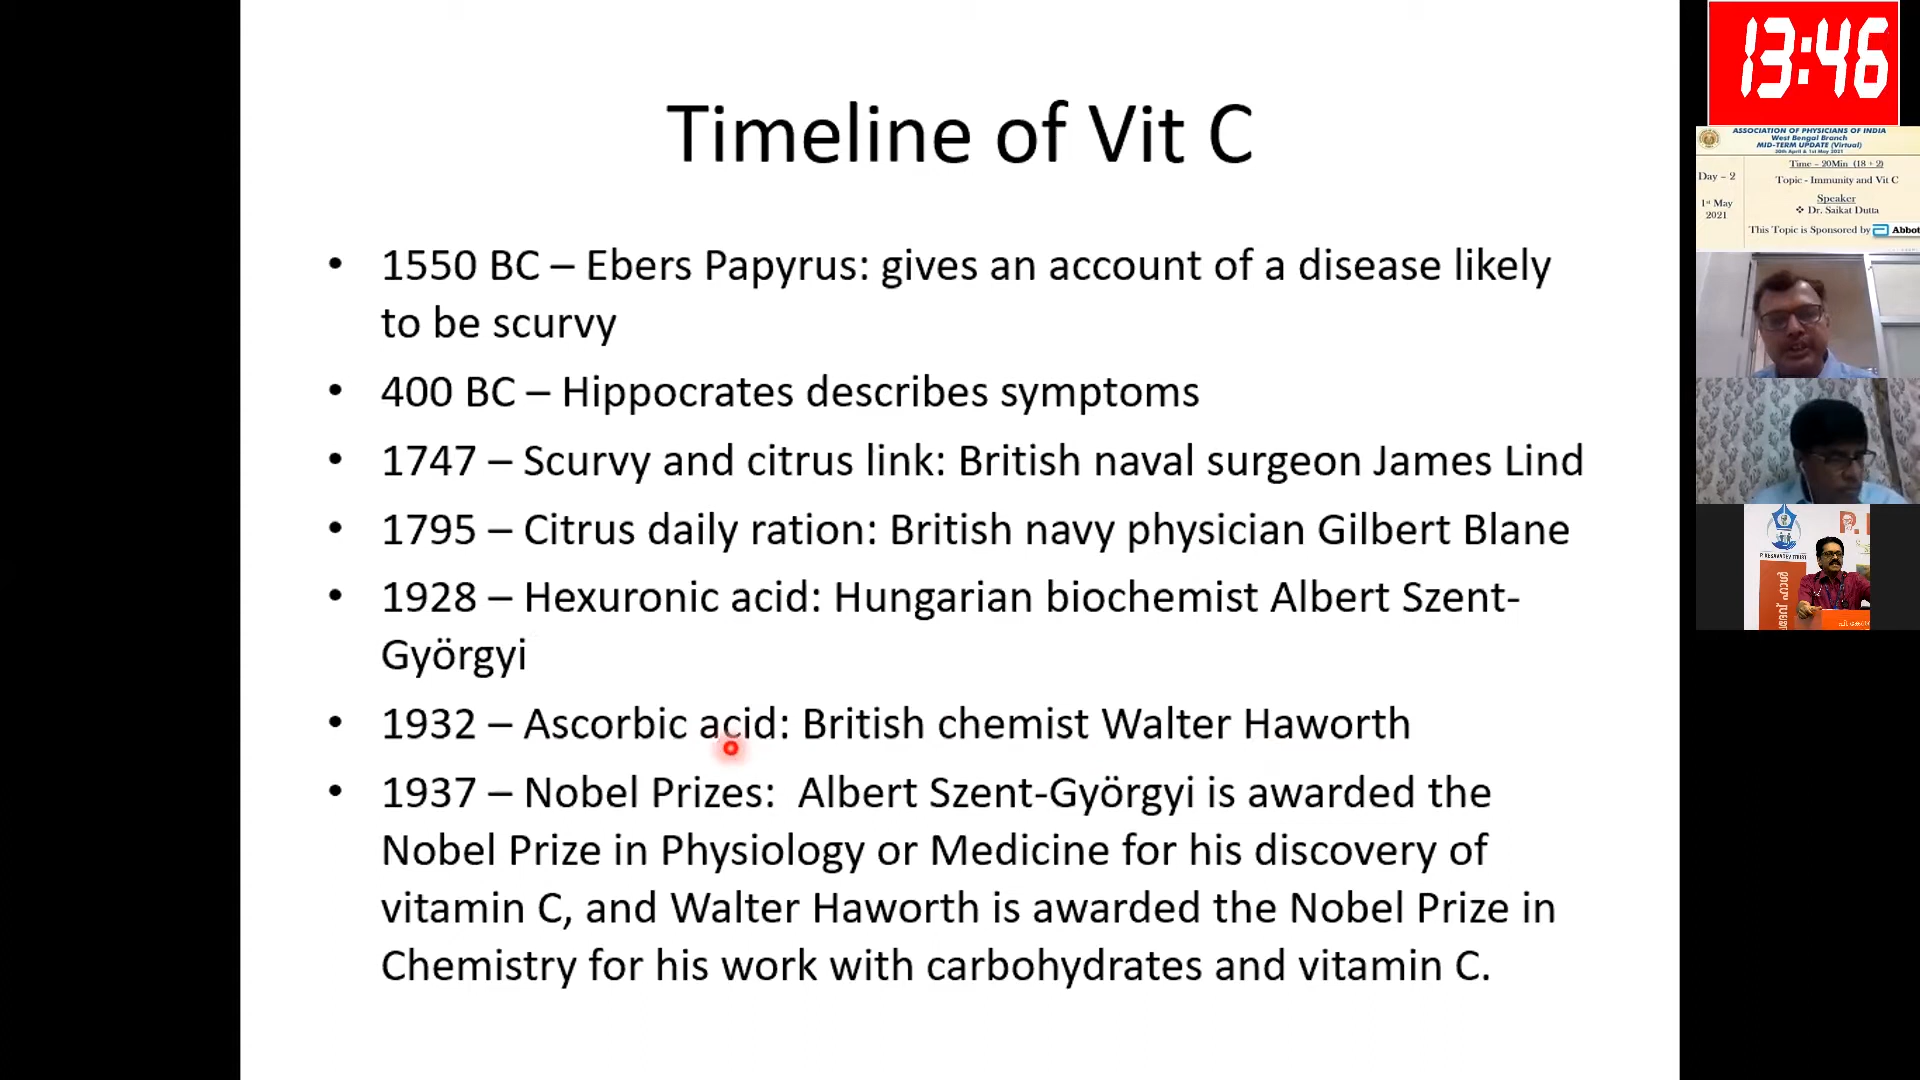 Timeline of Vit C
• 1550 BC – Ebers Papyrus: gives an account of a disease likely
to be scurvy
• 400 BC – Hippocrates describes symptoms
• 1747 – Scurvy and citrus link: British naval surgeon James Lind
• 1795 – Citrus daily ration: British navy physician Gilbert Blane
• 1928 – Hexuronic acid: Hungarian biochemist Albert Szent-
Györgyi
• 1932 – Ascorbic acid: British chemist Walter Haworth
• 1937 – Nobel Prizes:  Albert Szent-Györgyi is awarded the
Nobel Prize in Physiology or Medicine for his discovery of
vitamin C, and Walter Haworth is awarded the Nobel Prize in
Chemistry for his work with carbohydrates and vitamin C.
13:46
ASSOCIATION OF PHYSICIANS OF INDIA
West Bengal Branch
MID-TERM UPDATE (Virtual)
30th April & 1st May 2021
Day – 2
1st May
2021
Time – 20Min (18 + 2)
Topic - Immunity and Vit C
Speaker
❖ Dr. Saikat Dutta
This Topic is Sponsored by Abbot
P. KESAVADEV TRUST